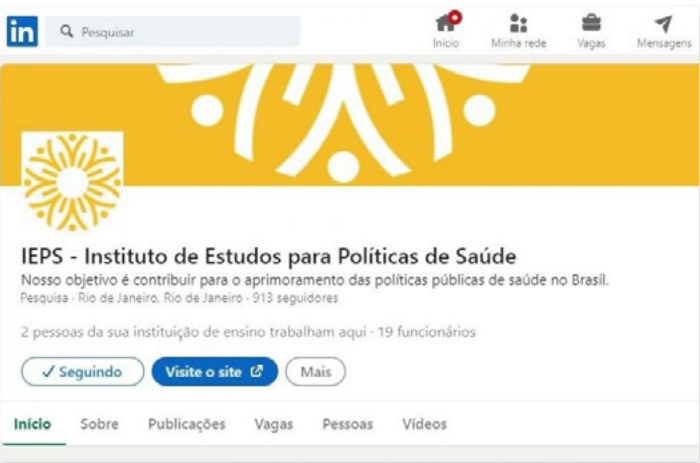 in Pesquisar
Início Minha rede Vagas Mensagens
IEPS - Instituto de Estudos para Políticas de Saúde
Nosso objetivo é contribuir para o aprimoramento das políticas públicas de saúde no Brasil.
Pesquisa · Rio de Janeiro, Rio de Janeiro · 913 seguidores
2 pessoas da sua instituição de ensino trabalham aqui · 19 funcionários
✓ Seguindo Visite o site Mais
Início Sobre Publicações Vagas Pessoas Vídeos